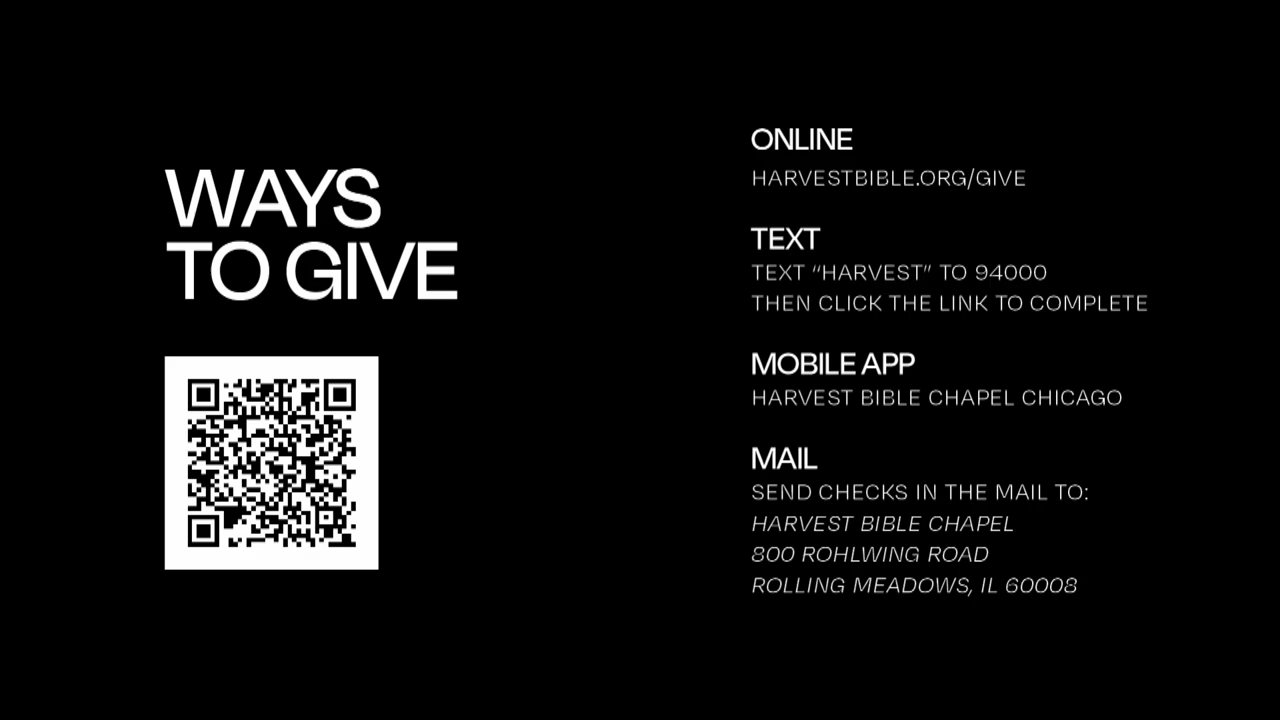 WAYS
TO GIVE
ONLINE
HARVESTBIBLE.ORG/GIVE
TEXT
TEXT “HARVEST” TO 94000
THEN CLICK THE LINK TO COMPLETE
MOBILE APP
HARVEST BIBLE CHAPEL CHICAGO
MAIL
SEND CHECKS IN THE MAIL TO:
HARVEST BIBLE CHAPEL
800 ROHLWING ROAD
ROLLING MEADOWS, IL 60008